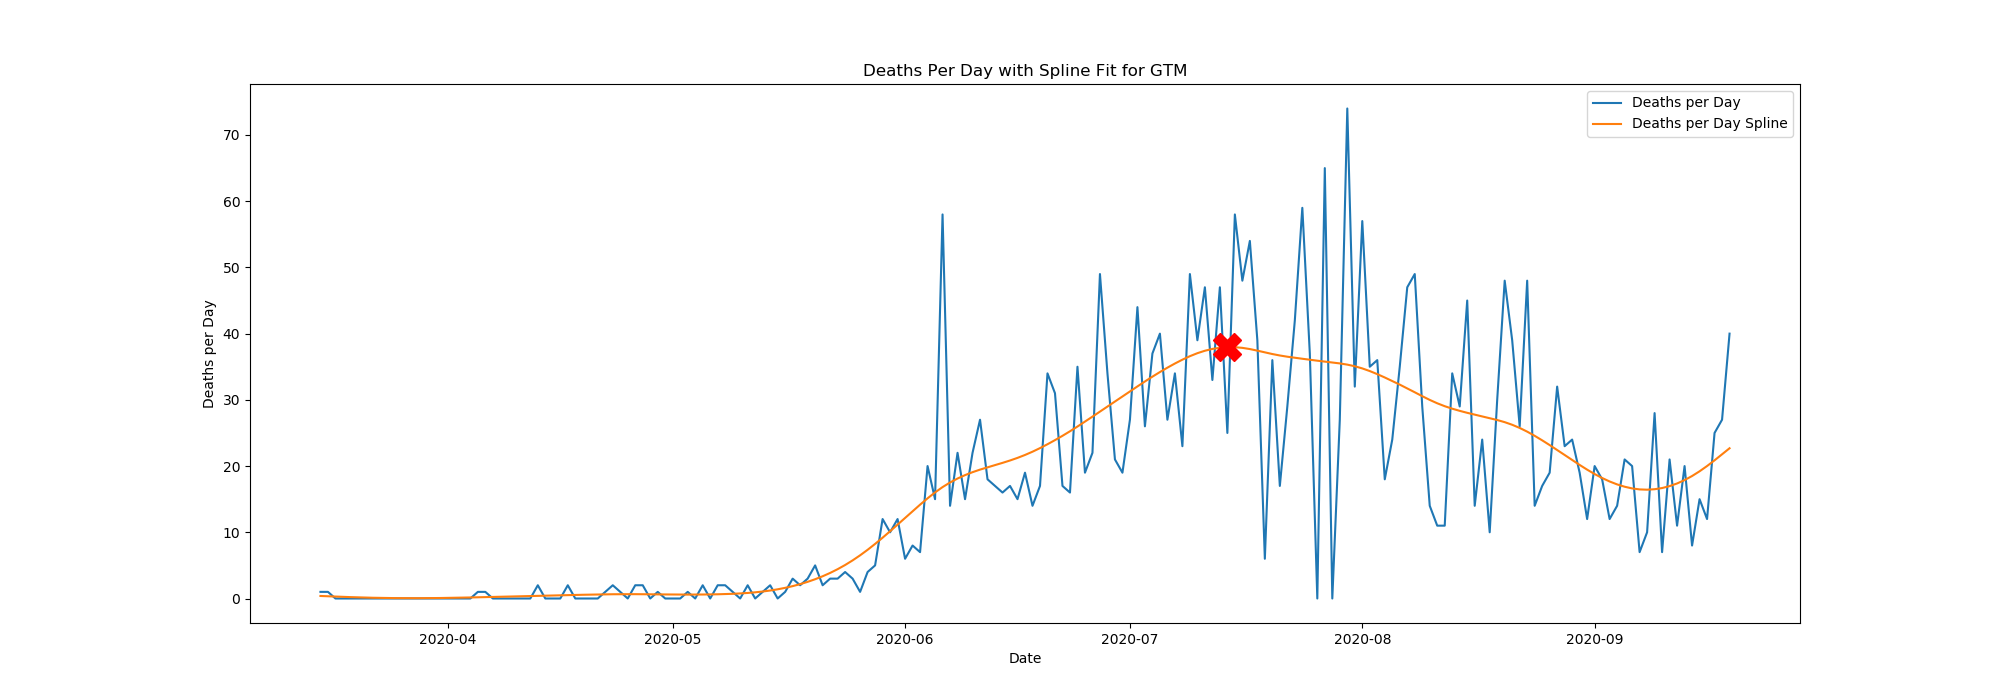 Deaths Per Day with Spline Fit for GTM
Deaths per Day
Deaths per Day Spline
Deaths per Day
70
60
50
40
30
20
10
0
2020-04 2020-05 2020-06 2020-07 2020-08 2020-09
Date